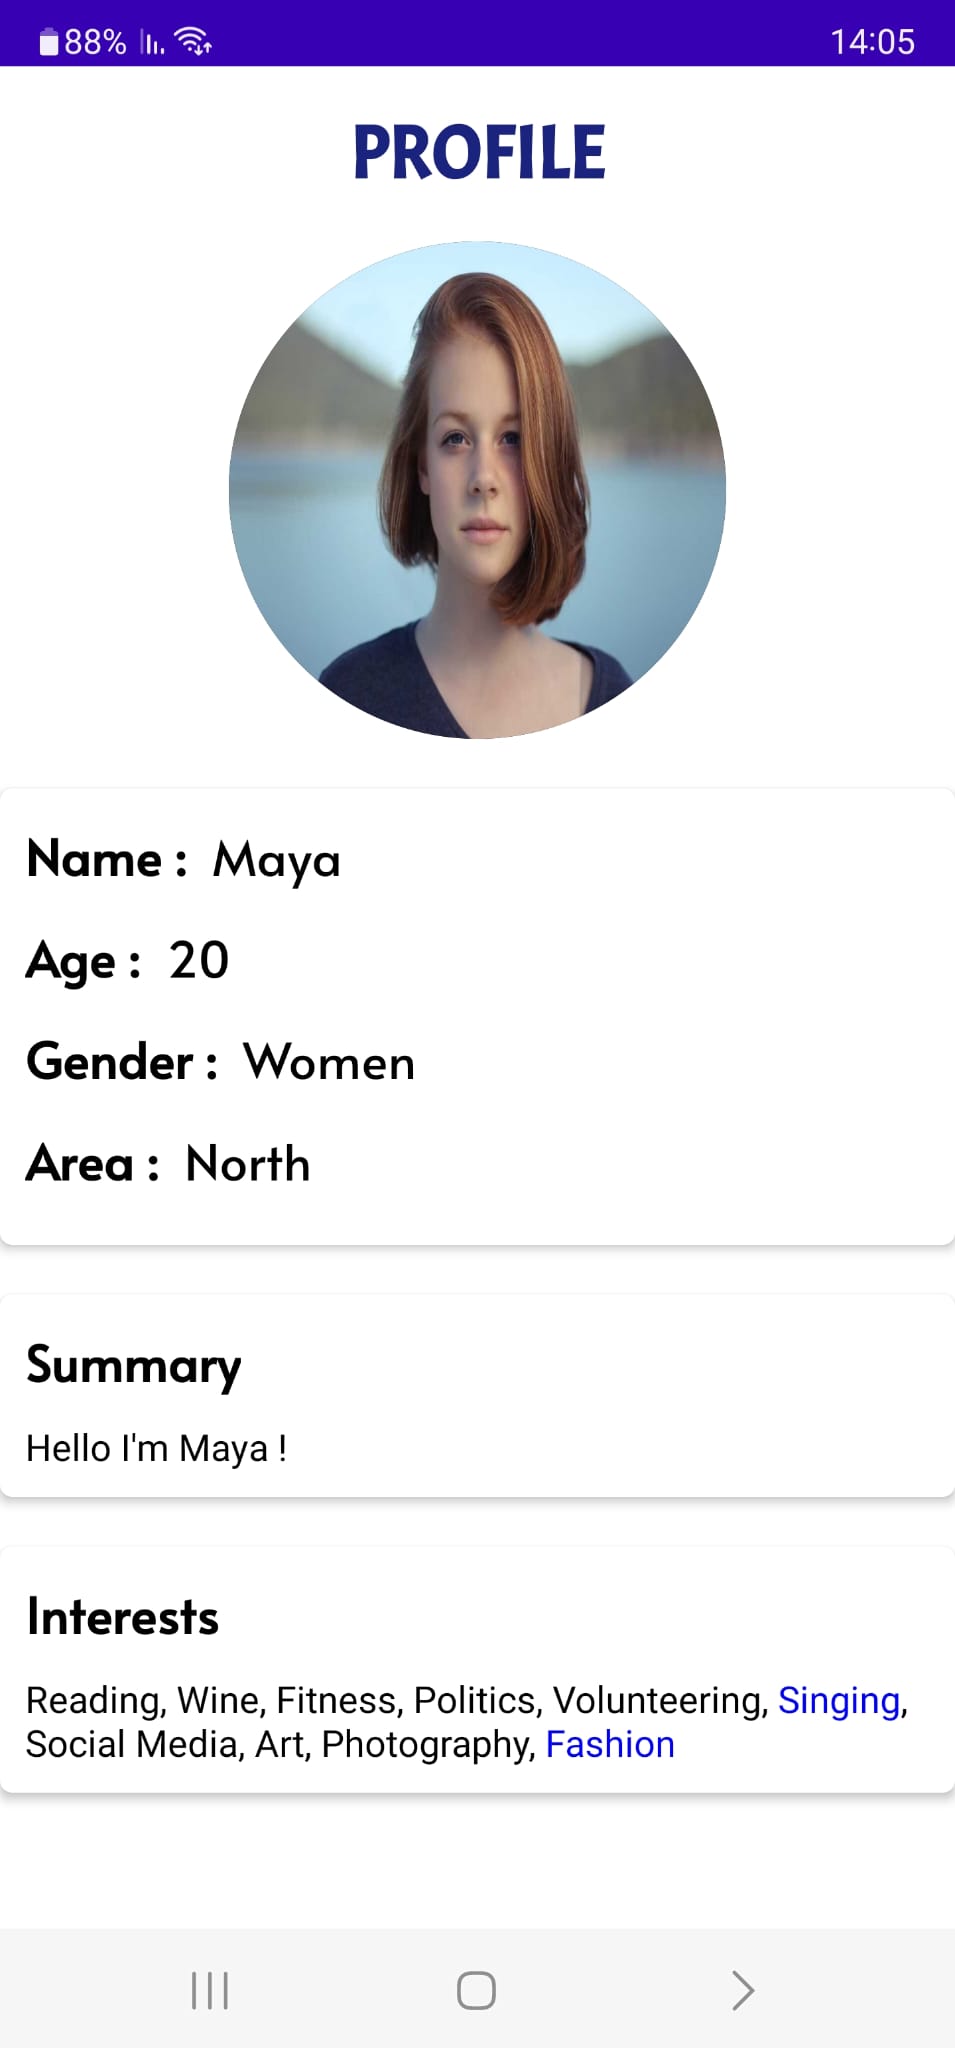 88%
14:05
PROFILE
Name : Maya
Age : 20
Gender : Women
Area : North
Summary
Hello I'm Maya !
Interests
Reading, Wine, Fitness, Politics, Volunteering, Singing,
Social Media, Art, Photography, Fashion